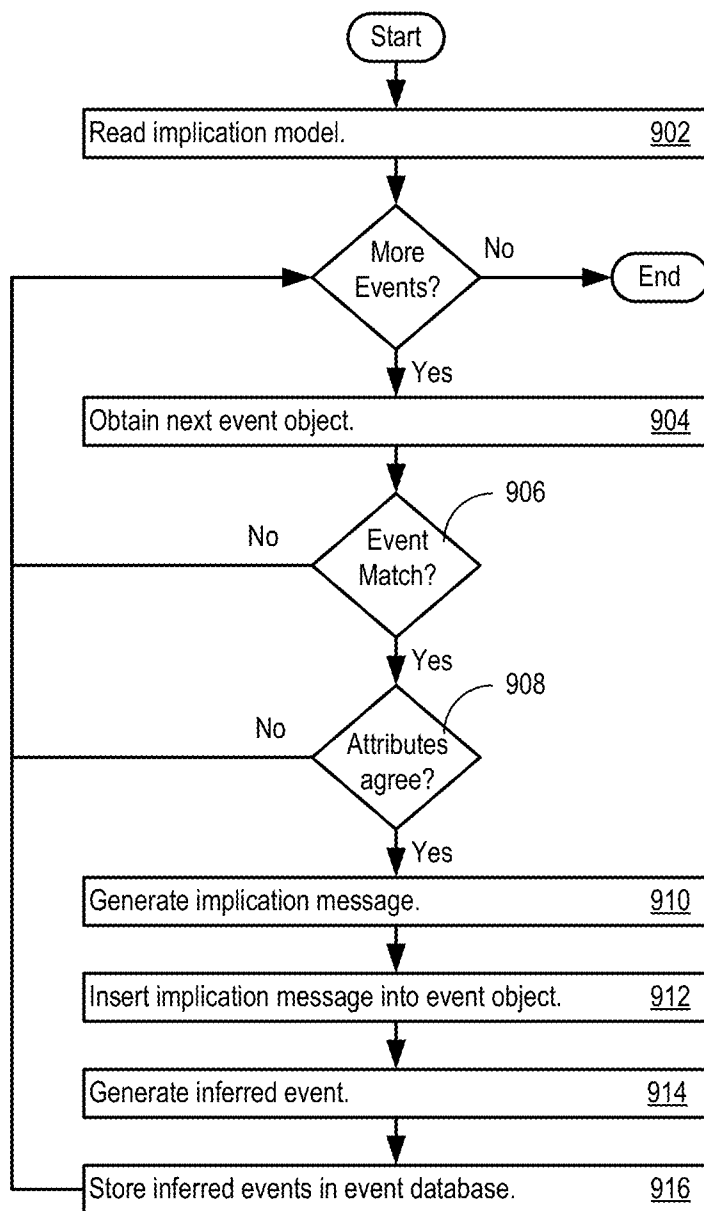 Start
Read implication model. 902
More
Events?
No
End
Yes
Obtain next event object. 904
906
No
Event
Match?
Yes
908
No
Attributes
agree?
Yes
Generate implication message. 910
Insert implication message into event object. 912
Generate inferred event. 914
Store inferred events in event database. 916